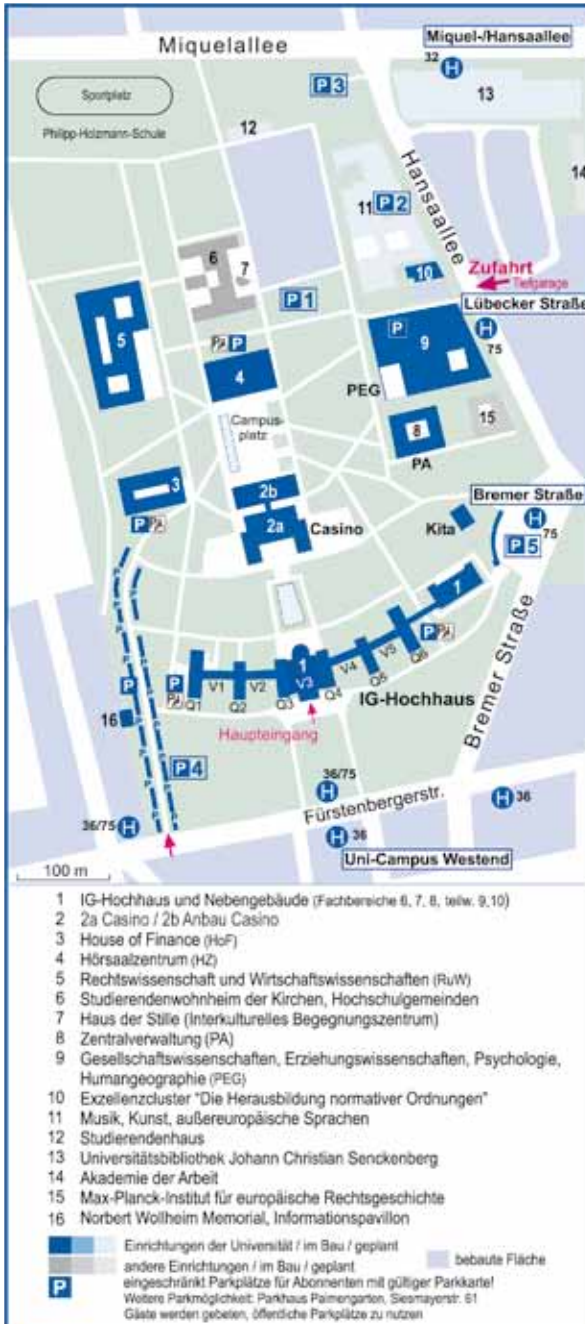 Miquelallee
Miquel-/Hansaallee
32 H
13
P 3
Sportplatz
Philipp-Holzmann-Schule
12
14
Hansaallee
11 P 2
6
7
10
Zufahrt
Tiefgarage
P 1
Lübecker Straße
H
75
5
P
P
9
4
PEG
Campus-
platz
8
15
PA
3
2b
Bremer Straße
2a
Casino
Kita
H
75
P 5
P
1
Bremer Straße
P
1
P
P
V1
V2
V3
V4
V5
Q1
Q2
Q3
Q4
Q5
Q6
IG-Hochhaus
16
Haupteingang
P 4
36/75
H
36/75 H
Fürstenbergerstr.
H 36
H 36
Uni-Campus Westend
100 m
1 IG-Hochhaus und Nebengebäude (Fachbereiche 6, 7, 8, teilw. 9,10)
2 2a Casino / 2b Anbau Casino
3 House of Finance (HoF)
4 Hörsaalzentrum (HZ)
5 Rechtswissenschaft und Wirtschaftswissenschaften (RuW)
6 Studierendenwohnheim der Kirchen, Hochschulgemeinden
7 Haus der Stille (Interkulturelles Begegnungszentrum)
8 Zentralverwaltung (PA)
9 Gesellschaftswissenschaften, Erziehungswissenschaften, Psychologie,
Humangeographie (PEG)
10 Exzellenzcluster "Die Herausbildung normativer Ordnungen"
11 Musik, Kunst, außereuropäische Sprachen
12 Studierendenhaus
13 Universitätsbibliothek Johann Christian Senckenberg
14 Akademie der Arbeit
15 Max-Planck-Institut für europäische Rechtsgeschichte
16 Norbert Wollheim Memorial, Informationspavillon
Einrichtungen der Universität / im Bau / geplant
andere Einrichtungen / im Bau / geplant
bebaute Fläche
P eingeschränkt Parkplätze für Abonnenten mit gültiger Parkkarte!
Weitere Parkmöglichkeit: Parkhaus Palmengarten, Siesmayerstr. 61
Gäste werden gebeten, öffentliche Parkplätze zu nutzen